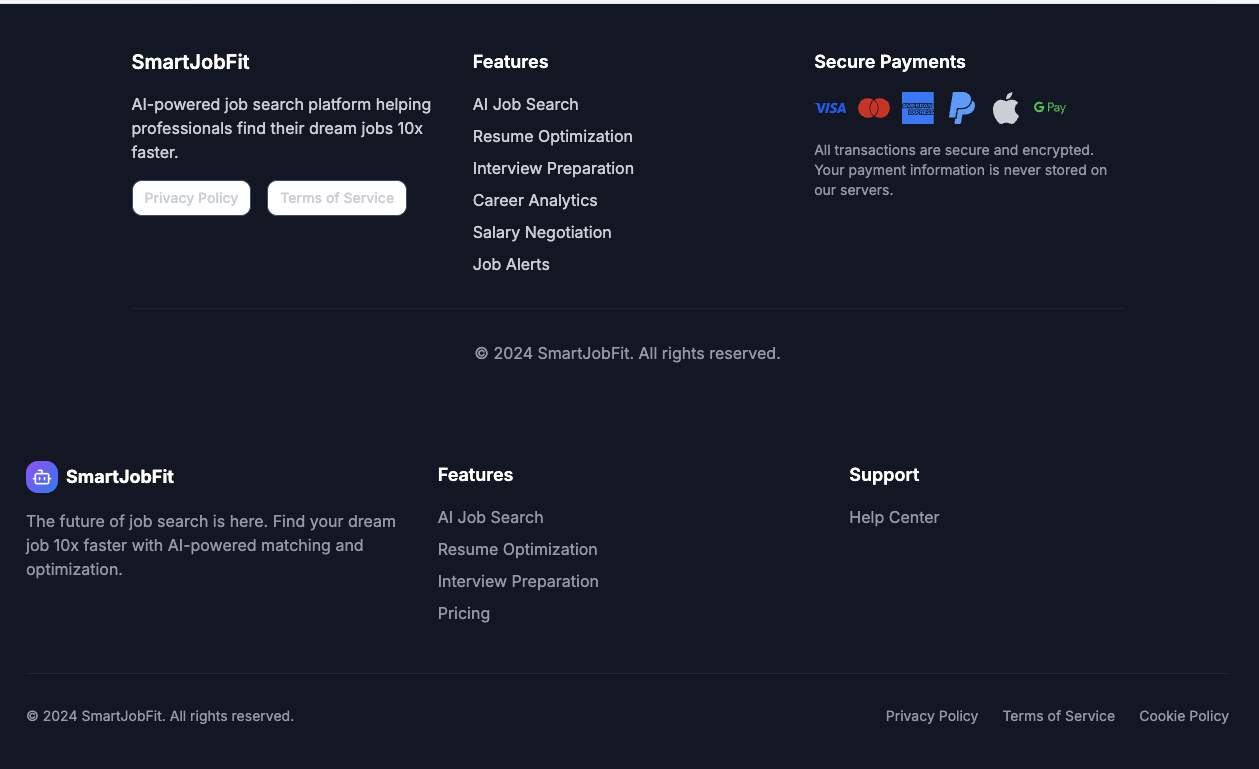 SmartJobFit
AI-powered job search platform helping
professionals find their dream jobs 10x
faster.
Privacy Policy
Terms of Service
Features
AI Job Search
Resume Optimization
Interview Preparation
Career Analytics
Salary Negotiation
Job Alerts
Secure Payments
VISA
AMERICAN
EXPRESS
G Pay
All transactions are secure and encrypted.
Your payment information is never stored on
our servers.
© 2024 SmartJobFit. All rights reserved.
SmartJobFit
The future of job search is here. Find your dream
job 10x faster with AI-powered matching and
optimization.
Features
AI Job Search
Resume Optimization
Interview Preparation
Pricing
Support
Help Center
© 2024 SmartJobFit. All rights reserved.
Privacy Policy
Terms of Service
Cookie Policy